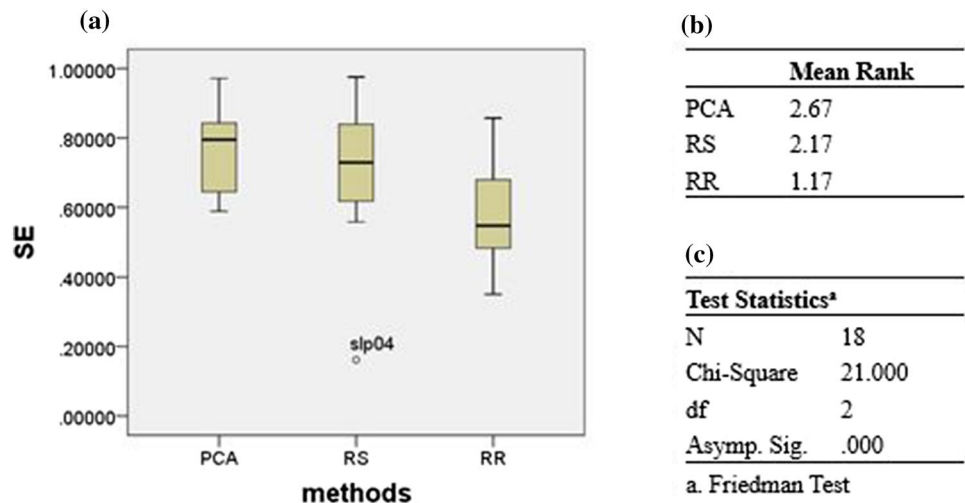 (a)
1.00000
.80000
.60000
.40000
.20000
.00000
SE
slp04
PCA RS RR
methods
(b)
Mean Rank
PCA 2.67
RS 2.17
RR 1.17
(c)
Test Statisticsª
N 18
Chi-Square 21.000
df 2
Asymp. Sig. .000
a. Friedman Test